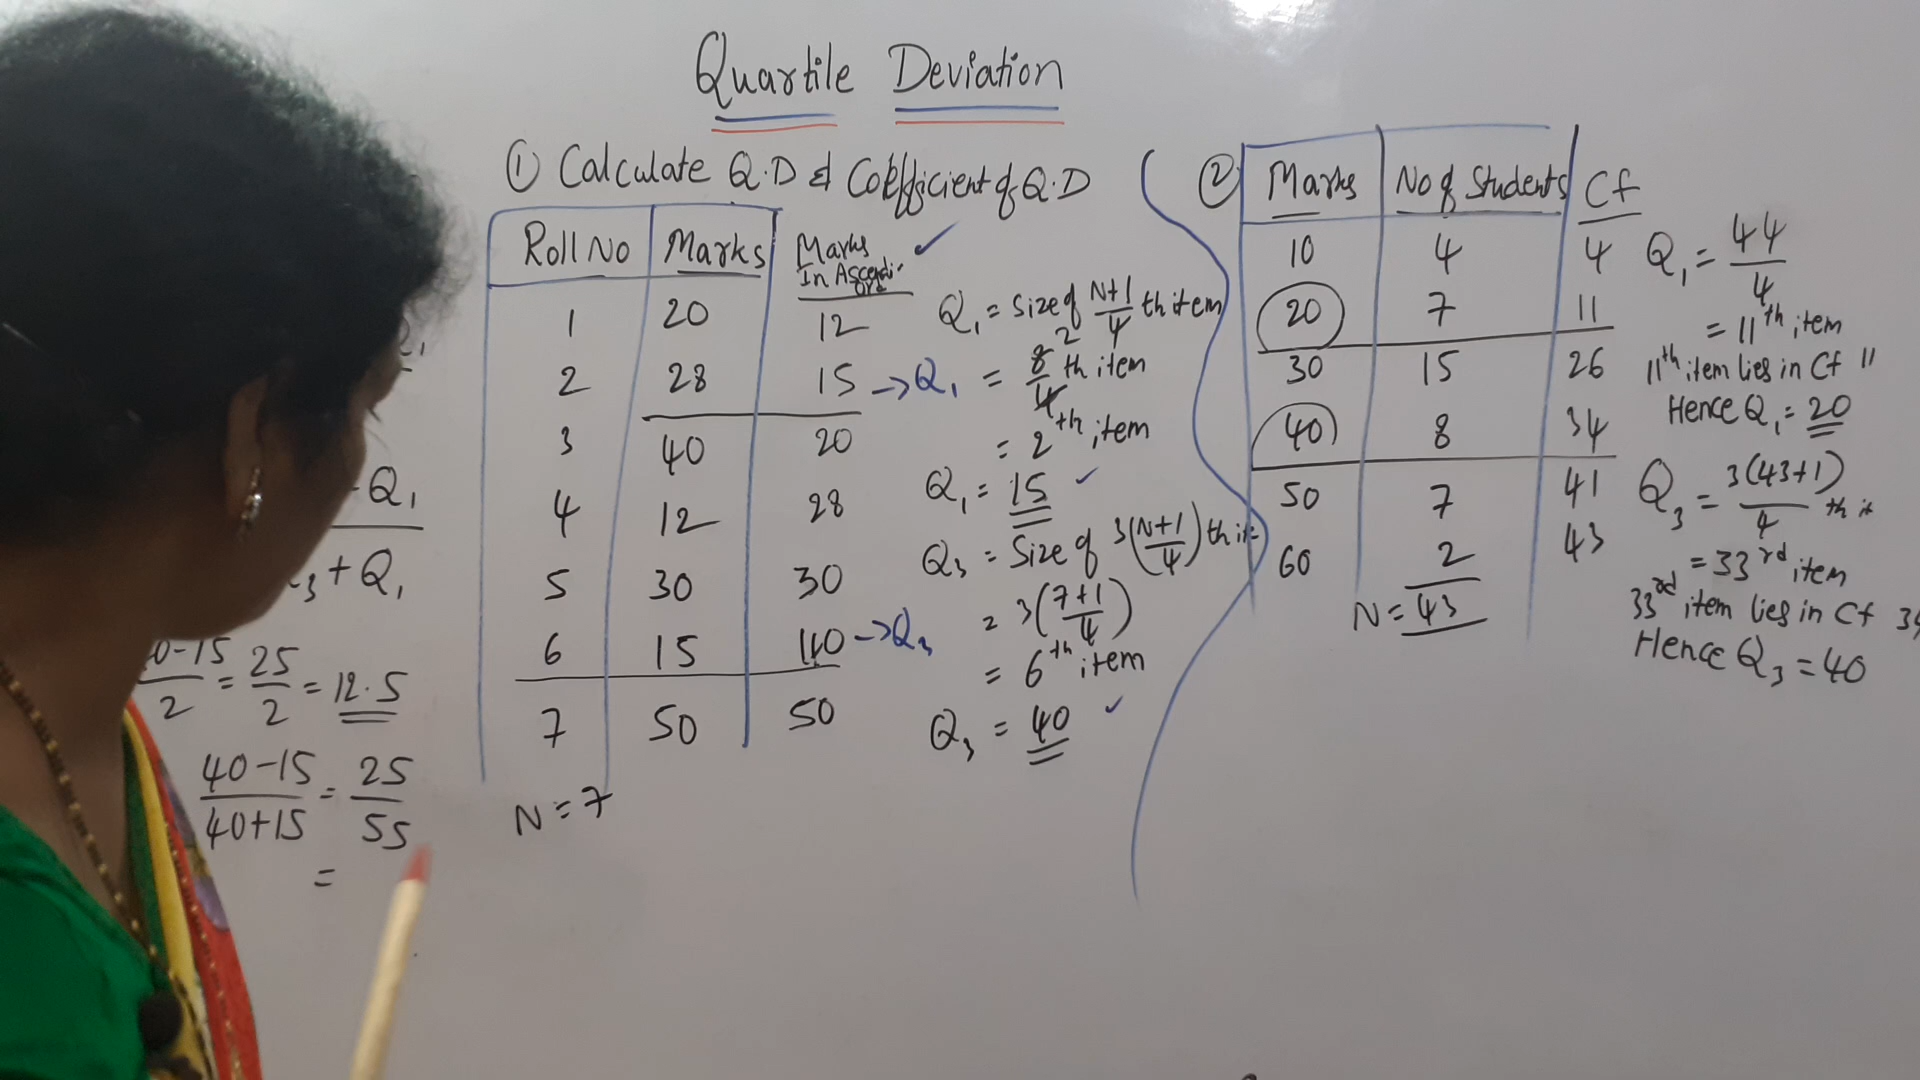 Quartile Deviation
① Calculate Q.D & Coefficient of Q.D
Roll No Marks Marks In Ascendi. Ord
1 20 12
2 28 15 → Q₁
3 40 20
4 12 28
5 30 30
6 15 40 → Q₃
7 50 50
N = 7
Q₁ = Size of N+1/4 th item
= 8/4 th item
2
= 2th item
Q₁ = 15
Q₃ = Size of 3(N+1/4) th it
= 3(7+1/4)
= 6th item
Q₃ = 40
- Q₁
₃ + Q₁
0-15/2 = 25/2 = 12.5
40-15/40+15 = 25/55
=
② Marks No of Students Cf
10 4 4
20 7 11
30 15 26
40 8 34
50 7 41
60 2 43
N = 43
Q₁ = 44/4
= 11th item
11th item lies in Cf 11
Hence Q₁ = 20
Q₃ = 3(43+1)/4 th it
= 33rd item
33rd item lies in Cf 34
Hence Q₃ = 40